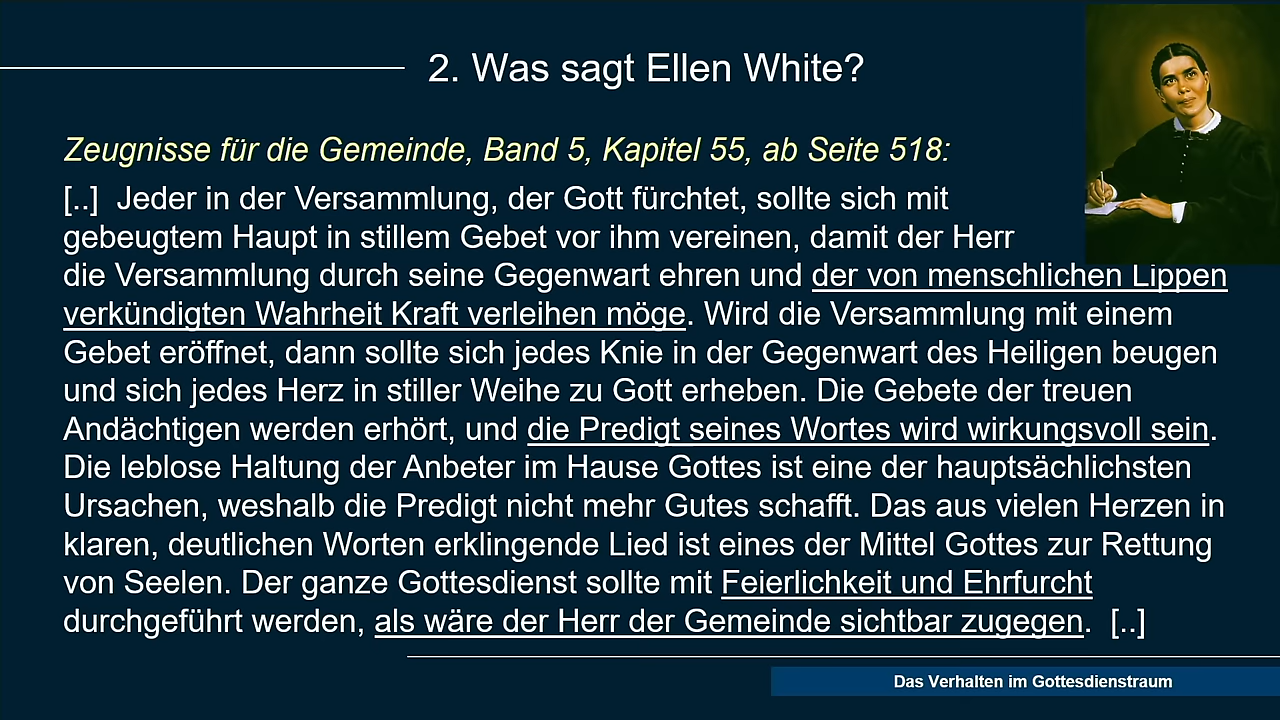 2. Was sagt Ellen White?
Zeugnisse für die Gemeinde, Band 5, Kapitel 55, ab Seite 518:
[..]  Jeder in der Versammlung, der Gott fürchtet, sollte sich mit
gebeugtem Haupt in stillem Gebet vor ihm vereinen, damit der Herr
die Versammlung durch seine Gegenwart ehren und der von menschlichen Lippen
verkündigten Wahrheit Kraft verleihen möge. Wird die Versammlung mit einem
Gebet eröffnet, dann sollte sich jedes Knie in der Gegenwart des Heiligen beugen
und sich jedes Herz in stiller Weihe zu Gott erheben. Die Gebete der treuen
Andächtigen werden erhört, und die Predigt seines Wortes wird wirkungsvoll sein.
Die leblose Haltung der Anbeter im Hause Gottes ist eine der hauptsächlichsten
Ursachen, weshalb die Predigt nicht mehr Gutes schafft. Das aus vielen Herzen in
klaren, deutlichen Worten erklingende Lied ist eines der Mittel Gottes zur Rettung
von Seelen. Der ganze Gottesdienst sollte mit Feierlichkeit und Ehrfurcht
durchgeführt werden, als wäre der Herr der Gemeinde sichtbar zugegen.  [..]
Das Verhalten im Gottesdienstraum